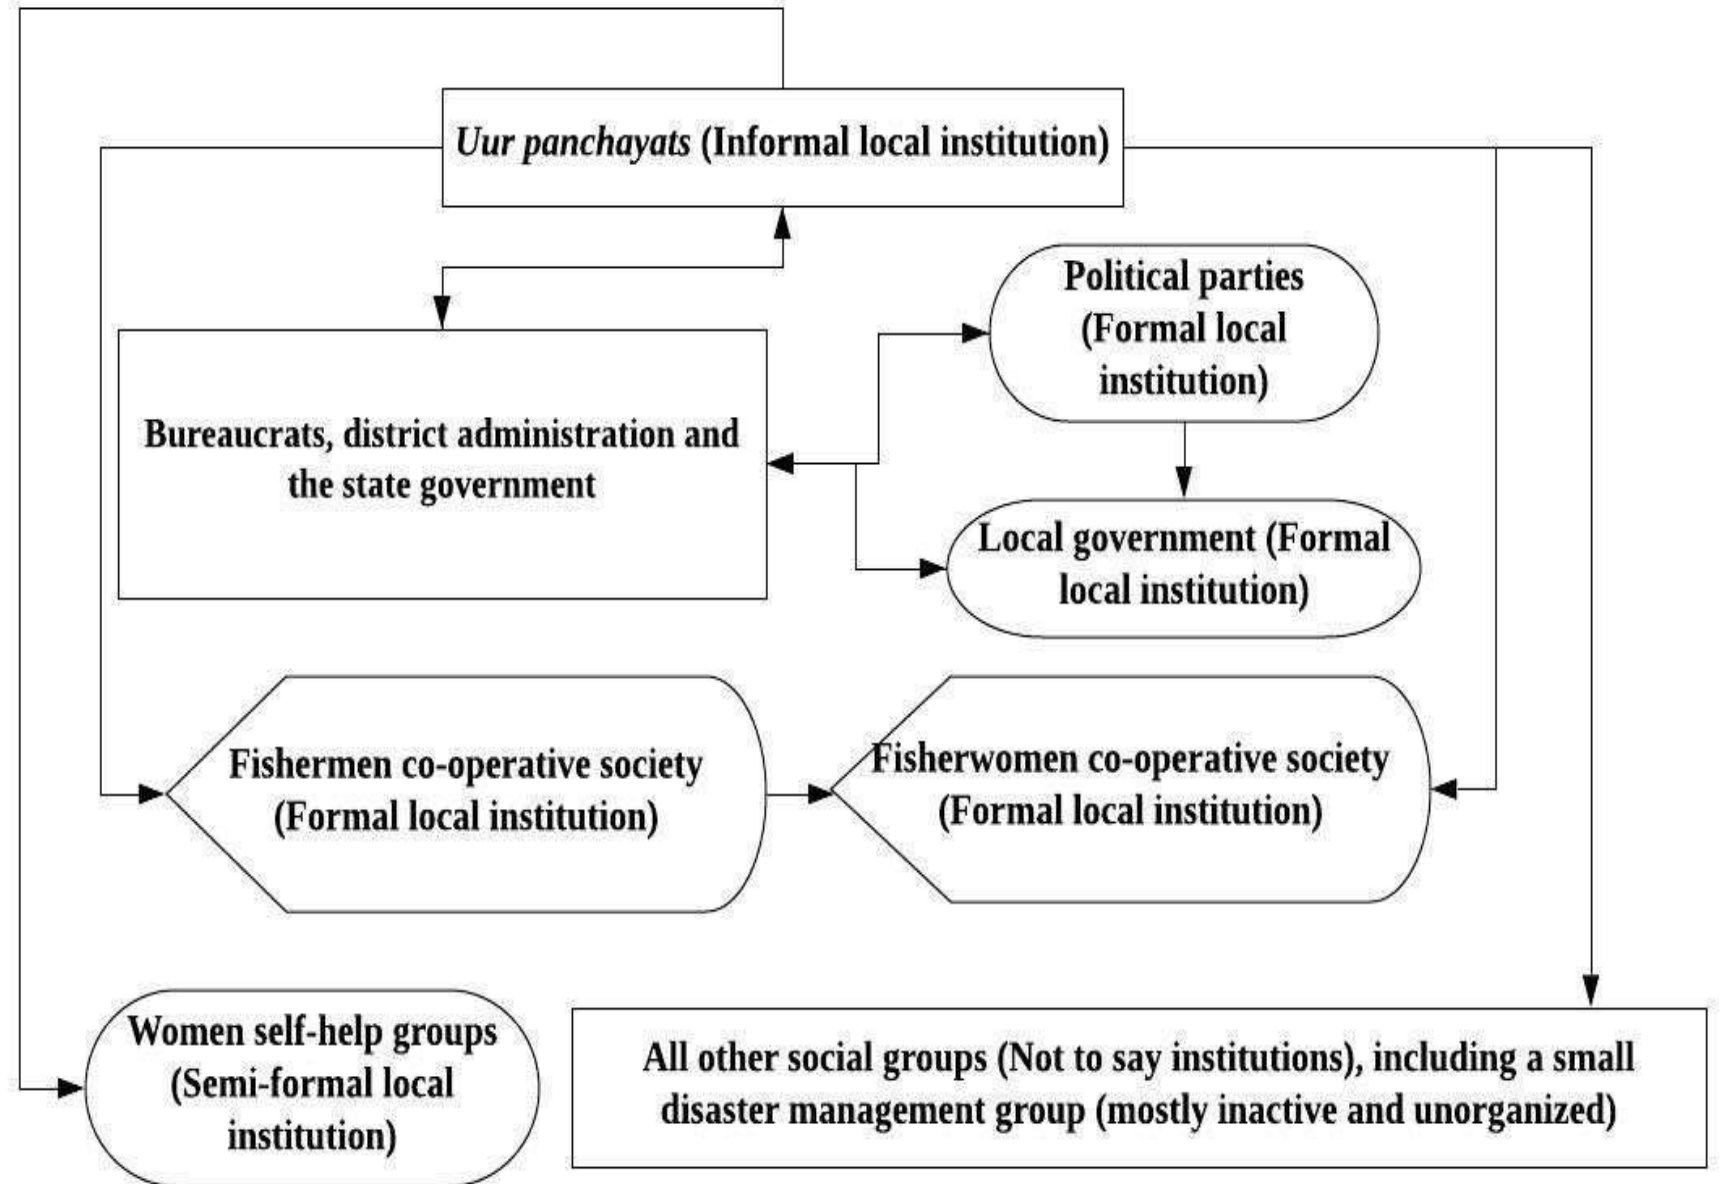 Uur panchayats (Informal local institution)
Political parties
(Formal local
institution)
Bureaucrats, district administration and
the state government
Local government (Formal
local institution)
Fishermen co-operative society
(Formal local institution)
Fisherwomen co-operative society
(Formal local institution)
Women self-help groups
(Semi-formal local
institution)
All other social groups (Not to say institutions), including a small
disaster management group (mostly inactive and unorganized)